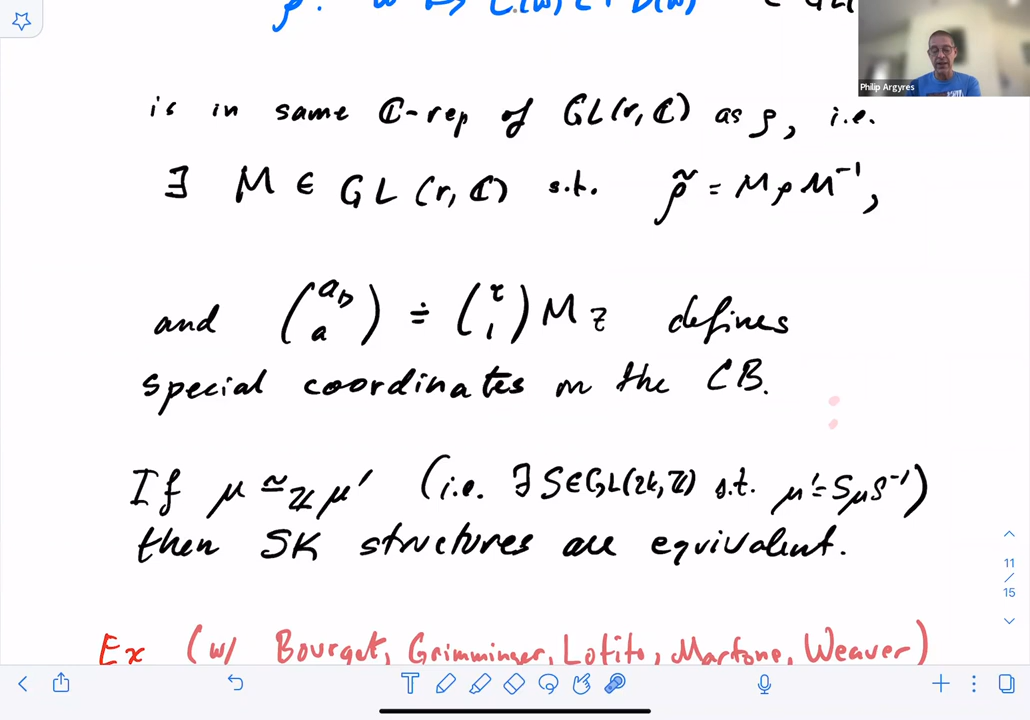 Philip Argyres
is in same ℂ-rep of GL(r,ℂ) as ρ, i.e.
∃ M ∈ GL(r,ℂ) s.t. ρ̃ = MρM⁻¹,
and (a_D a) ≐ (τ 1) M z defines
special coordinates on the CB.
If μ ≃_ℤ μ' (i.e. ∃ S∈GL(2r,ℤ) s.t. μ'=SμS⁻¹)
then SK structures are equivalent.
Ex (w/ Bourget, Grimminger, Lotito, Martone, Weaver)
11
/
15
T